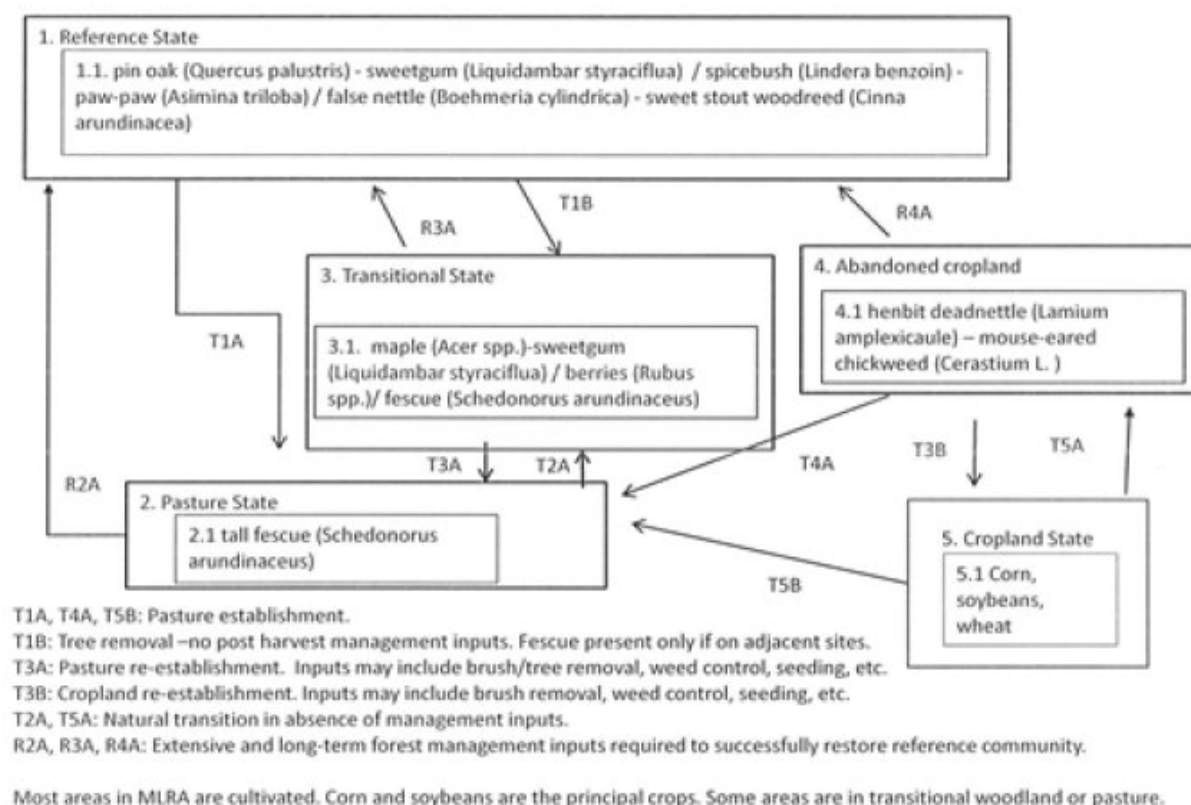 1. Reference State
1.1. pin oak (Quercus palustris) - sweetgum (Liquidambar styraciflua) / spicebush (Lindera benzoin) -
paw-paw (Asimina triloba) / false nettle (Boehmeria cylindrica) - sweet stout woodreed (Cinna
arundinacea)
T1B
R3A
R4A
3. Transitional State
4. Abandoned cropland
4.1 henbit deadnettle (Lamium
amplexicaule) – mouse-eared
chickweed (Cerastium L. )
T1A
3.1. maple (Acer spp.)-sweetgum
(Liquidambar styraciflua) / berries (Rubus
spp.)/ fescue (Schedonorus arundinaceus)
T3A
T2A
T4A
T3B
T5A
R2A
2. Pasture State
2.1 tall fescue (Schedonorus
arundinaceus)
5. Cropland State
5.1 Corn,
soybeans,
wheat
T5B
T1A, T4A, T5B: Pasture establishment.
T1B: Tree removal –no post harvest management inputs. Fescue present only if on adjacent sites.
T3A: Pasture re-establishment. Inputs may include brush/tree removal, weed control, seeding, etc.
T3B: Cropland re-establishment. Inputs may include brush removal, weed control, seeding, etc.
T2A, T5A: Natural transition in absence of management inputs.
R2A, R3A, R4A: Extensive and long-term forest management inputs required to successfully restore reference community.
Most areas in MLRA are cultivated. Corn and soybeans are the principal crops. Some areas are in transitional woodland or pasture.